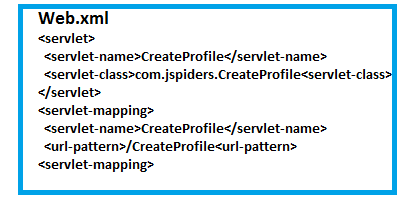 Web.xml
<servlet>
<servlet-name>CreateProfile</servlet-name>
<servlet-class>com.jspiders.CreateProfile<servlet-class>
</servlet>
<servlet-mapping>
<servlet-name>CreateProfile</servlet-name>
<url-pattern>/CreateProfile<url-pattern>
<servlet-mapping>